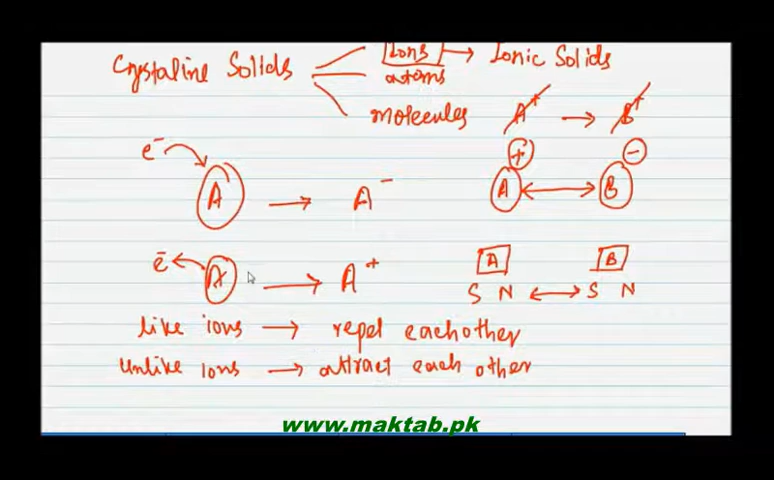 Crystaline Solids
Ions → Ionic Solids
atoms
molecules A⁺ → B⁺
e⁻ A → A⁻
A + ↔ B −
e⁻ A → A⁺
A B
S N ↔ S N
like ions → repel eachother
Unlike ions → attract each other
www.maktab.pk